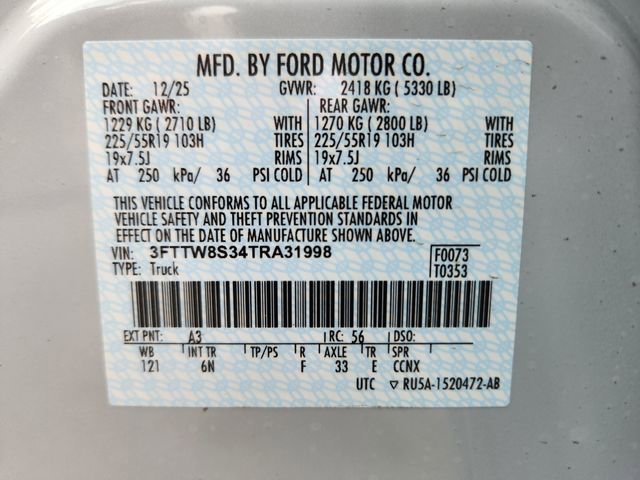 MFD. BY FORD MOTOR CO.
DATE: 12/25 GVWR: 2418 KG ( 5330 LB)
FRONT GAWR: REAR GAWR:
1229 KG ( 2710 LB) WITH 1270 KG ( 2800 LB) WITH
225/55R19 103H TIRES 225/55R19 103H TIRES
19x7.5J RIMS 19x7.5J RIMS
AT 250 kPa/ 36 PSI COLD AT 250 kPa/ 36 PSI COLD
THIS VEHICLE CONFORMS TO ALL APPLICABLE FEDERAL MOTOR
VEHICLE SAFETY AND THEFT PREVENTION STANDARDS IN
EFFECT ON THE DATE OF MANUFACTURE SHOWN ABOVE.
VIN: 3FTTW8S34TRA31998 F0073
TYPE: Truck T0353
EXT PNT: A3 RC: 56 DSO:
WB INT TR TP/PS R AXLE TR SPR
121 6N F 33 E CCNX
UTC ▽ RU5A-1520472-AB